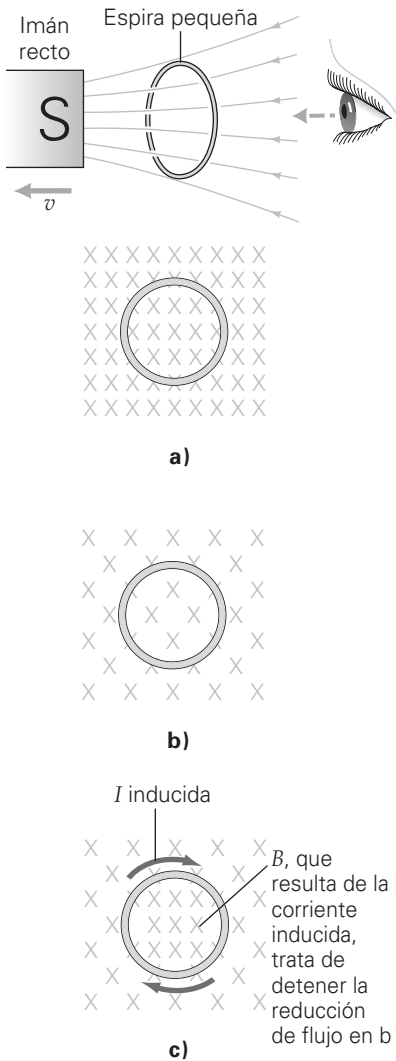 Imán
recto
Espira pequeña
S
v
X X X X X X X X X
X X X X X X X X X
X X X X X X X X X
X X X X X X X X X
X X X X X X X X X
X X X X X X X X X
X X X X X X X X X
a)
X X X X X
X X X X
X X X X
X X X X
X X X X
X X X X
X X X X X
b)
I inducida
B, que
resulta de la
corriente
inducida,
trata de
detener la
reducción
de flujo en b
c)